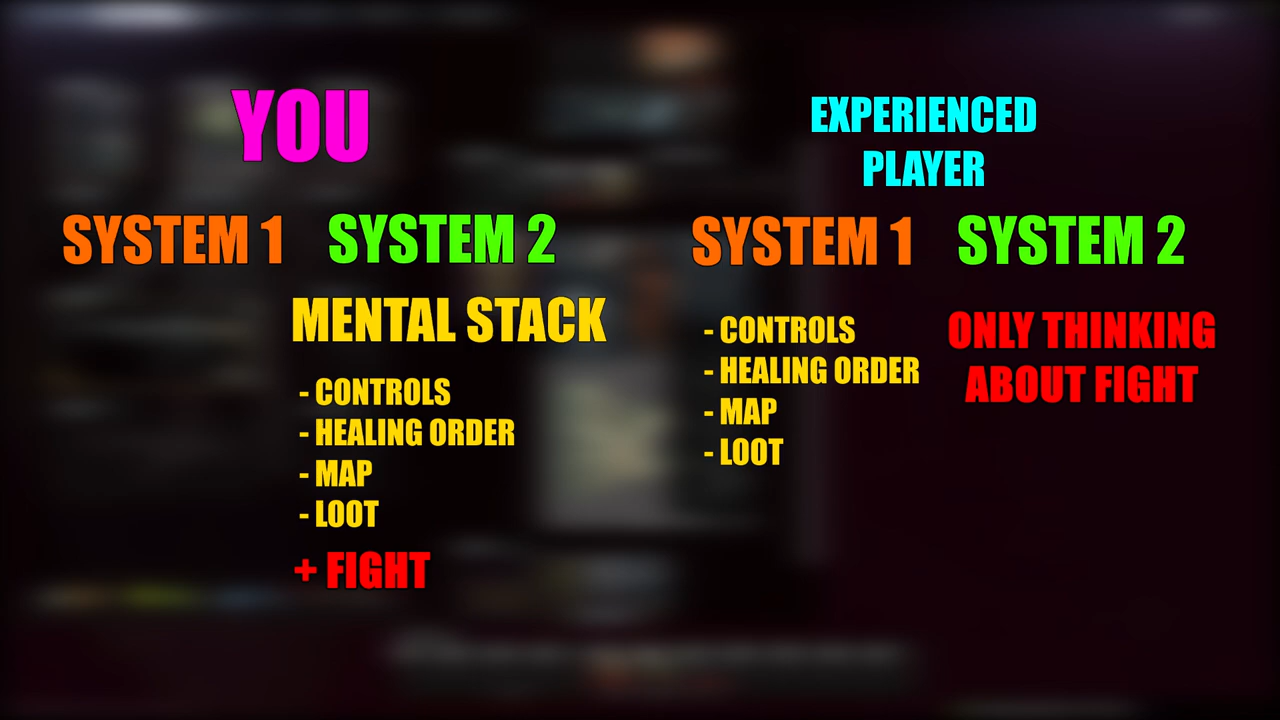 YOU
SYSTEM 1
SYSTEM 2
MENTAL STACK
- CONTROLS
- HEALING ORDER
- MAP
- LOOT
+ FIGHT
EXPERIENCED
PLAYER
SYSTEM 1
SYSTEM 2
- CONTROLS
- HEALING ORDER
- MAP
- LOOT
ONLY THINKING
ABOUT FIGHT